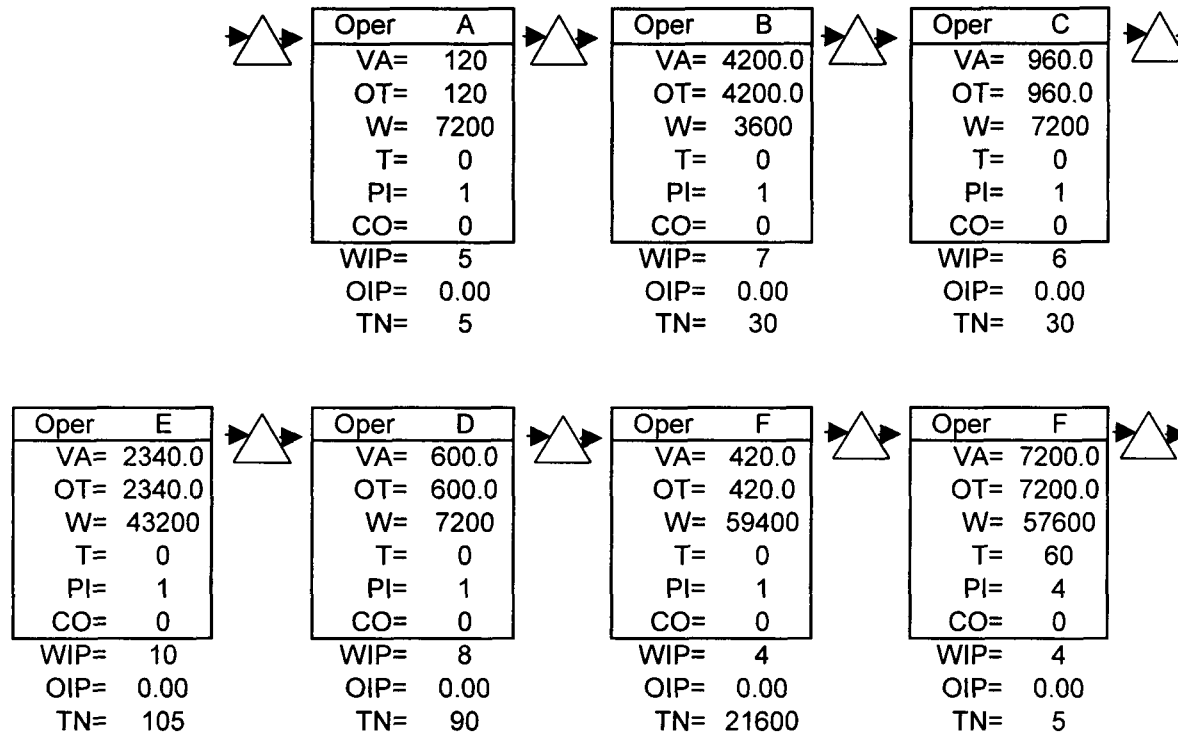 Oper A
VA= 120
OT= 120
W= 7200
T= 0
PI= 1
CO= 0
WIP= 5
OIP= 0.00
TN= 5
Oper B
VA= 4200.0
OT= 4200.0
W= 3600
T= 0
PI= 1
CO= 0
WIP= 7
OIP= 0.00
TN= 30
Oper C
VA= 960.0
OT= 960.0
W= 7200
T= 0
PI= 1
CO= 0
WIP= 6
OIP= 0.00
TN= 30
Oper E
VA= 2340.0
OT= 2340.0
W= 43200
T= 0
PI= 1
CO= 0
WIP= 10
OIP= 0.00
TN= 105
Oper D
VA= 600.0
OT= 600.0
W= 7200
T= 0
PI= 1
CO= 0
WIP= 8
OIP= 0.00
TN= 90
Oper F
VA= 420.0
OT= 420.0
W= 59400
T= 0
PI= 1
CO= 0
WIP= 4
OIP= 0.00
TN= 21600
Oper F
VA= 7200.0
OT= 7200.0
W= 57600
T= 60
PI= 4
CO= 0
WIP= 4
OIP= 0.00
TN= 5